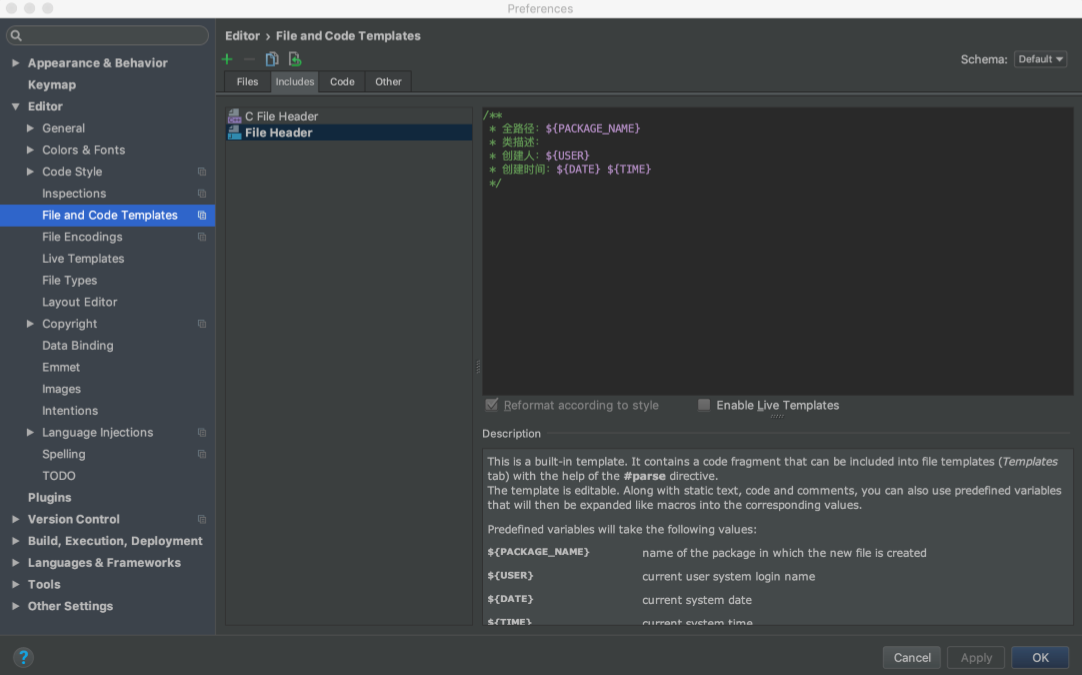 Preferences
Appearance & Behavior
Keymap
Editor
General
Colors & Fonts
Code Style
Inspections
File and Code Templates
File Encodings
Live Templates
File Types
Layout Editor
Copyright
Data Binding
Emmet
Images
Intentions
Language Injections
Spelling
TODO
Plugins
Version Control
Build, Execution, Deployment
Languages & Frameworks
Tools
Other Settings
Editor › File and Code Templates
Schema: Default
Files Includes Code Other
C File Header
File Header
/**
* 全路径：${PACKAGE_NAME}
* 类描述：
* 创建人：${USER}
* 创建时间：${DATE} ${TIME}
*/
Reformat according to style Enable Live Templates
Description
This is a built-in template. It contains a code fragment that can be included into file templates (Templates
tab) with the help of the #parse directive.
The template is editable. Along with static text, code and comments, you can also use predefined variables
that will then be expanded like macros into the corresponding values.
Predefined variables will take the following values:
${PACKAGE_NAME} name of the package in which the new file is created
${USER} current user system login name
${DATE} current system date
${TIME} current system time
? Cancel Apply OK